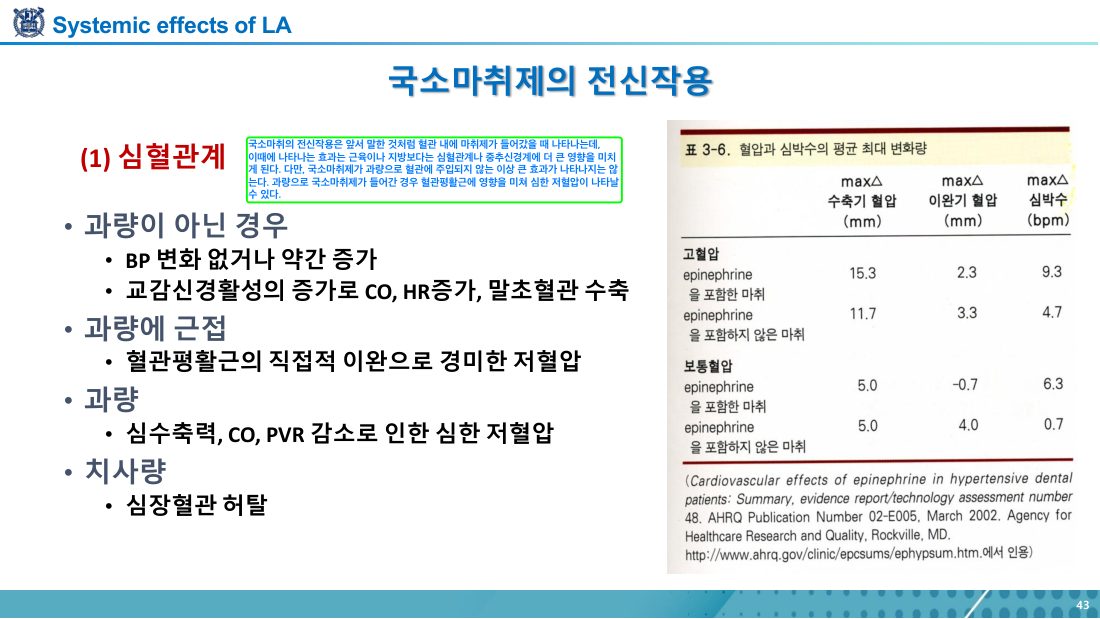 Systemic effects of LA
국소마취제의 전신작용
(1) 심혈관계
국소마취의 전신작용은 앞서 말한 것처럼 혈관 내에 마취제가 들어갔을 때 나타나는데,
이때에 나타나는 효과는 근육이나 지방보다는 심혈관계나 중추신경계에 더 큰 영향을 미치
게 된다. 다만, 국소마취제가 과량으로 혈관에 주입되지 않는 이상 큰 효과가 나타나지는 않
는다. 과량으로 국소마취제가 들어간 경우 혈관평활근에 영향을 미쳐 심한 저혈압이 나타날
수 있다.
• 과량이 아닌 경우
• BP 변화 없거나 약간 증가
• 교감신경활성의 증가로 CO, HR증가, 말초혈관 수축
• 과량에 근접
• 혈관평활근의 직접적 이완으로 경미한 저혈압
• 과량
• 심수축력, CO, PVR 감소로 인한 심한 저혈압
• 치사량
• 심장혈관 허탈
표 3-6. 혈압과 심박수의 평균 최대 변화량
max△ max△ max△
수축기 혈압 이완기 혈압 심박수
(mm) (mm) (bpm)
고혈압
epinephrine 15.3 2.3 9.3
을 포함한 마취
epinephrine 11.7 3.3 4.7
을 포함하지 않은 마취
보통혈압
epinephrine 5.0 -0.7 6.3
을 포함한 마취
epinephrine 5.0 4.0 0.7
을 포함하지 않은 마취
(Cardiovascular effects of epinephrine in hypertensive dental
patients: Summary, evidence report/technology assessment number
48. AHRQ Publication Number 02-E005, March 2002. Agency for
Healthcare Research and Quality, Rockville, MD.
http://www.ahrq.gov/clinic/epcsums/ephypsum.htm.에서 인용)
43